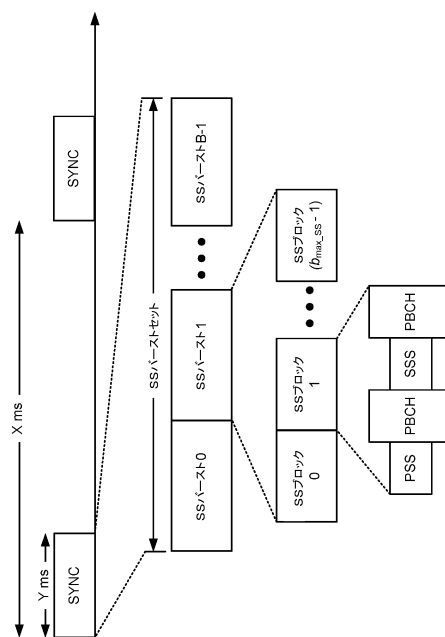 X ms
Y ms
SYNC
SYNC
SSバーストセット
SSバースト0
SSバースト1
SSバーストB-1
SSブロック
0
SSブロック
1
SSブロック
(b_max_SS - 1)
PSS
PBCH
SSS
PBCH